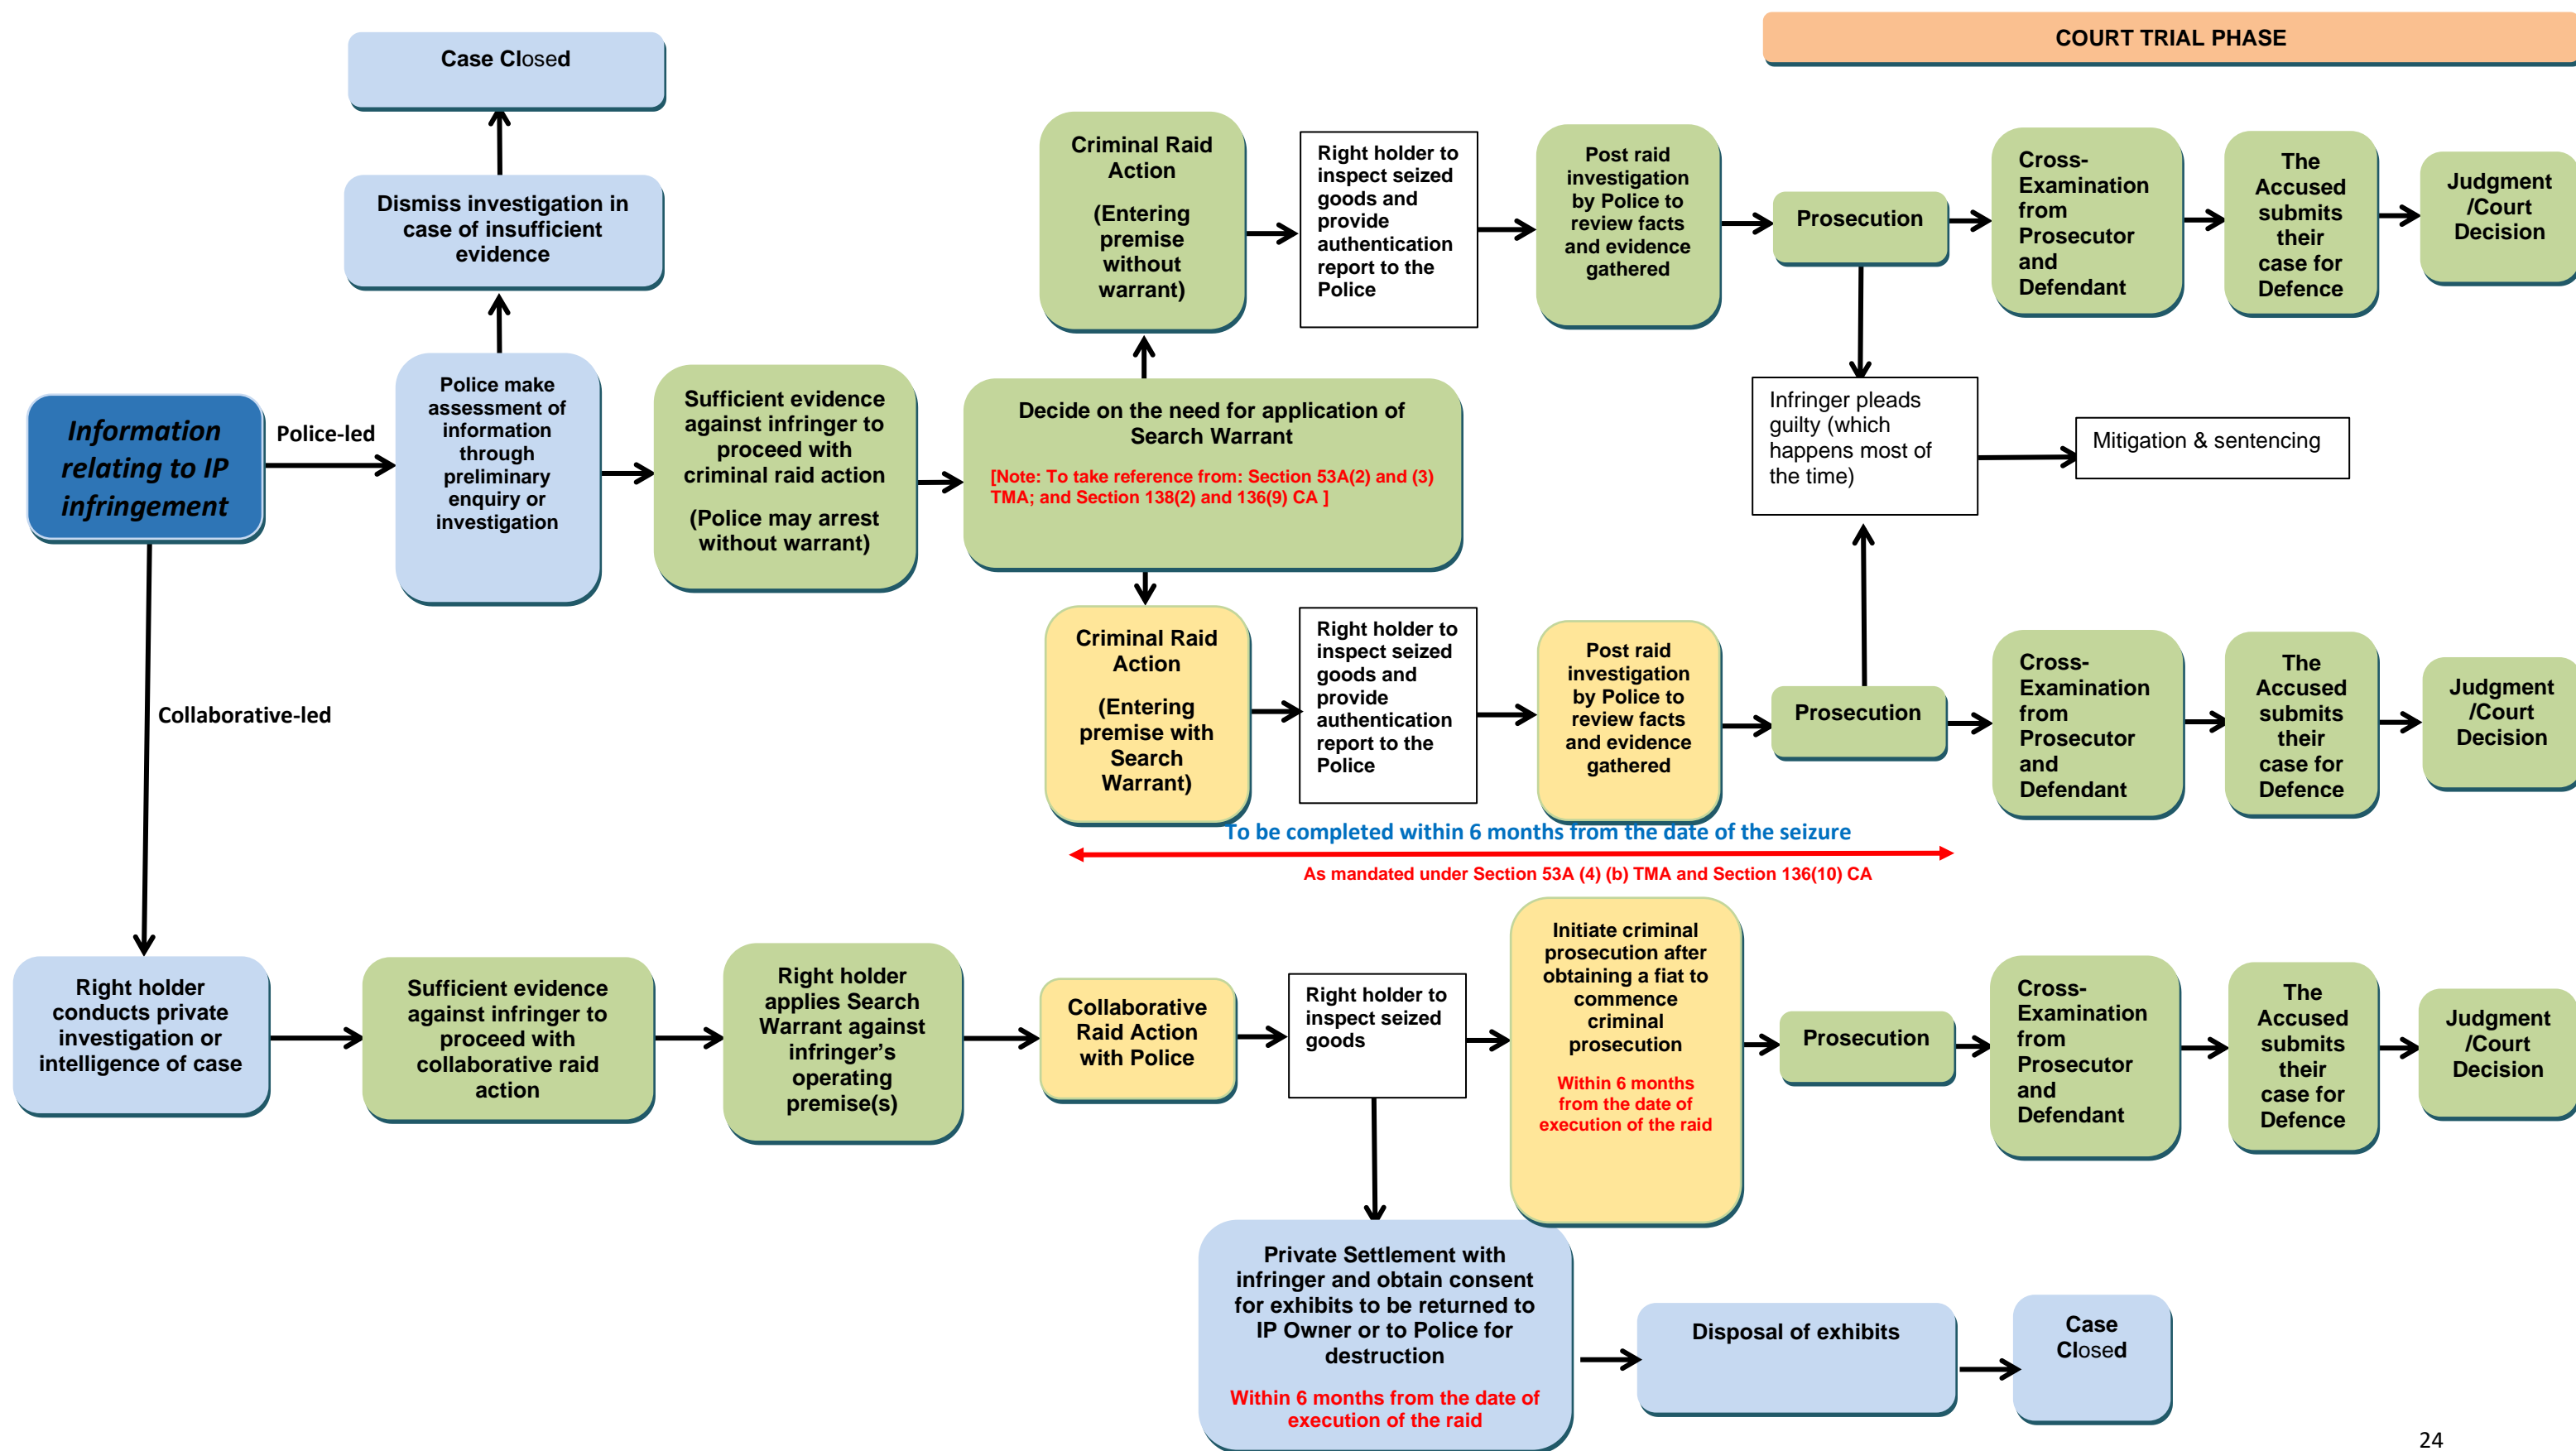 COURT TRIAL PHASE
Case Closed
Dismiss investigation in
case of insufficient
evidence
Information
relating to IP
infringement
Police-led
Police make
assessment of
information
through
preliminary
enquiry or
investigation
Sufficient evidence
against infringer to
proceed with
criminal raid action
(Police may arrest
without warrant)
Decide on the need for application of
Search Warrant
[Note: To take reference from: Section 53A(2) and (3)
TMA; and Section 138(2) and 136(9) CA ]
Criminal Raid
Action
(Entering
premise
without
warrant)
Right holder to
inspect seized
goods and
provide
authentication
report to the
Police
Post raid
investigation
by Police to
review facts
and evidence
gathered
Prosecution
Cross-
Examination
from
Prosecutor
and
Defendant
The
Accused
submits
their
case for
Defence
Judgment
/Court
Decision
Infringer pleads
guilty (which
happens most of
the time)
Mitigation & sentencing
Criminal Raid
Action
(Entering
premise with
Search
Warrant)
Right holder to
inspect seized
goods and
provide
authentication
report to the
Police
Post raid
investigation
by Police to
review facts
and evidence
gathered
Prosecution
Cross-
Examination
from
Prosecutor
and
Defendant
The
Accused
submits
their
case for
Defence
Judgment
/Court
Decision
To be completed within 6 months from the date of the seizure
As mandated under Section 53A (4) (b) TMA and Section 136(10) CA
Collaborative-led
Right holder
conducts private
investigation or
intelligence of case
Sufficient evidence
against infringer to
proceed with
collaborative raid
action
Right holder
applies Search
Warrant against
infringer’s
operating
premise(s)
Collaborative
Raid Action
with Police
Right holder to
inspect seized
goods
Initiate criminal
prosecution after
obtaining a fiat to
commence
criminal
prosecution
Within 6 months
from the date of
execution of the raid
Prosecution
Cross-
Examination
from
Prosecutor
and
Defendant
The
Accused
submits
their
case for
Defence
Judgment
/Court
Decision
Private Settlement with
infringer and obtain consent
for exhibits to be returned to
IP Owner or to Police for
destruction
Within 6 months from the date of
execution of the raid
Disposal of exhibits
Case
Closed
24